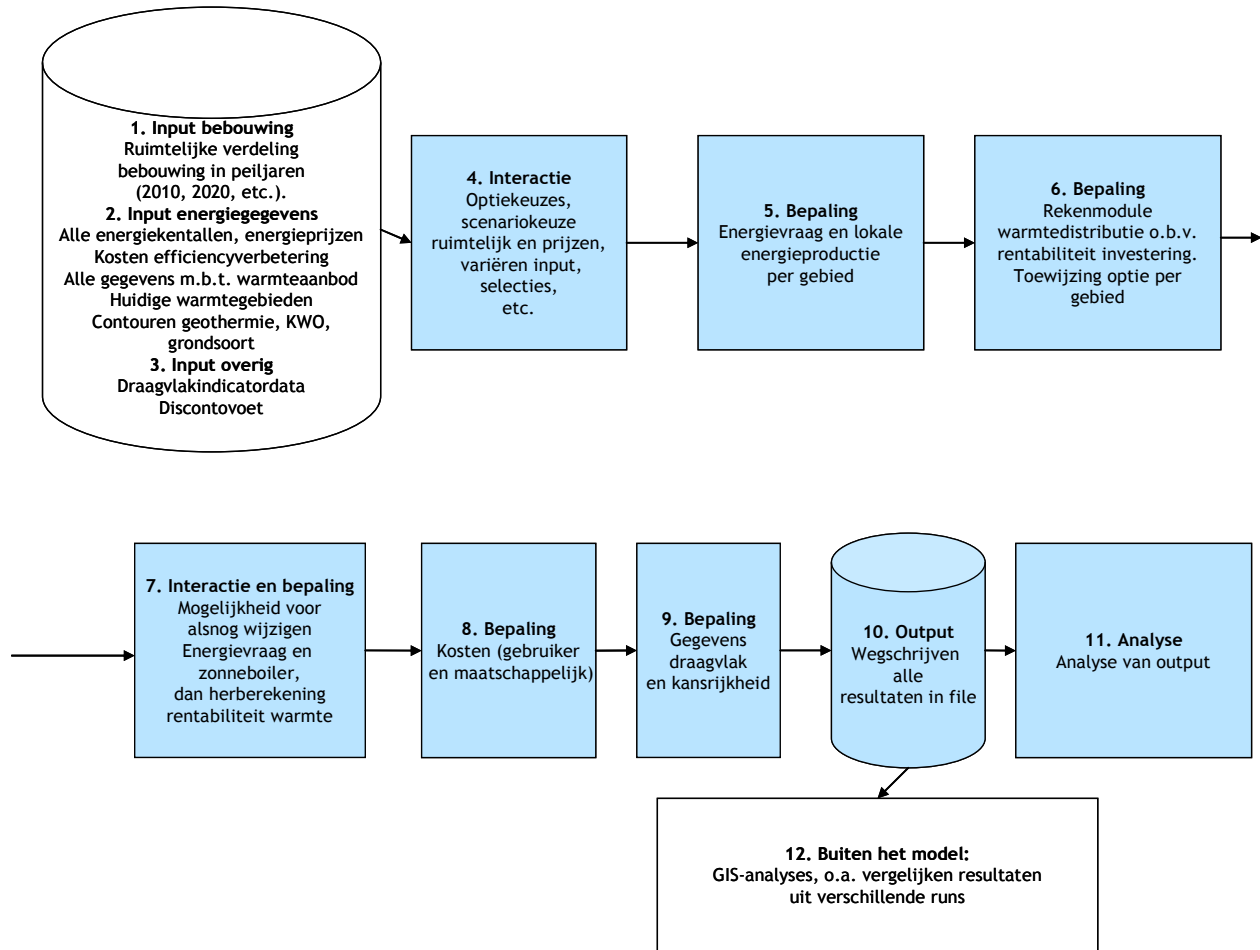 1. Input bebouwing
Ruimtelijke verdeling
bebouwing in peiljaren
(2010, 2020, etc.).
2. Input energiegegevens
Alle energiekentallen, energieprijzen
Kosten efficiencyverbetering
Alle gegevens m.b.t. warmteaanbod
Huidige warmtegebieden
Contouren geothermie, KWO,
grondsoort
3. Input overig
Draagvlakindicatordata
Discontovoet
4. Interactie
Optiekeuzes,
scenariokeuze
ruimtelijk en prijzen,
variëren input,
selecties,
etc.
5. Bepaling
Energievraag en lokale
energieproductie
per gebied
6. Bepaling
Rekenmodule
warmtedistributie o.b.v.
rentabiliteit investering.
Toewijzing optie per
gebied
7. Interactie en bepaling
Mogelijkheid voor
alsnog wijzigen
Energievraag en
zonneboiler,
dan herberekening
rentabiliteit warmte
8. Bepaling
Kosten (gebruiker
en maatschappelijk)
9. Bepaling
Gegevens
draagvlak
en kansrijkheid
10. Output
Wegschrijven
alle
resultaten in file
11. Analyse
Analyse van output
12. Buiten het model:
GIS-analyses, o.a. vergelijken resultaten
uit verschillende runs